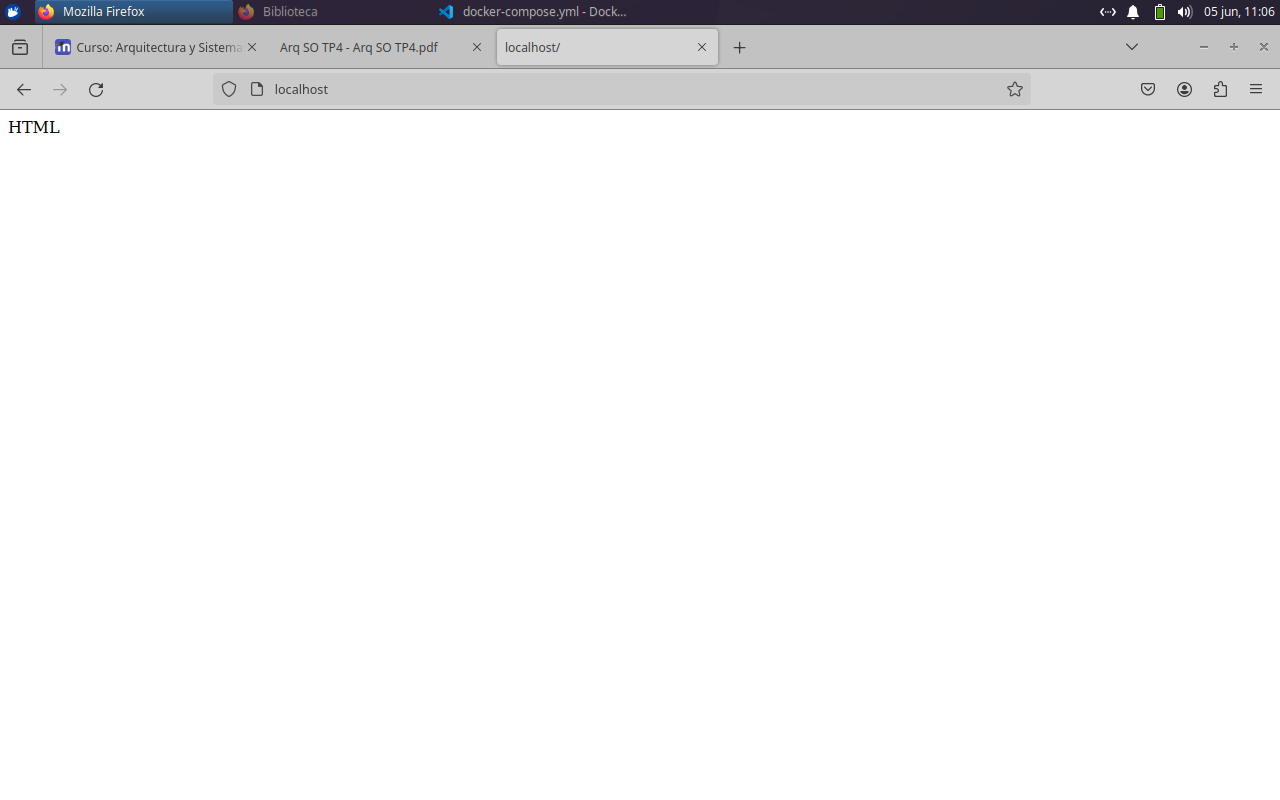 Mozilla Firefox
Biblioteca
docker-compose.yml - Dock...
05 jun, 11:06
Curso: Arquitectura y Sistema
Arq SO TP4 - Arq SO TP4.pdf
localhost/
localhost
HTML